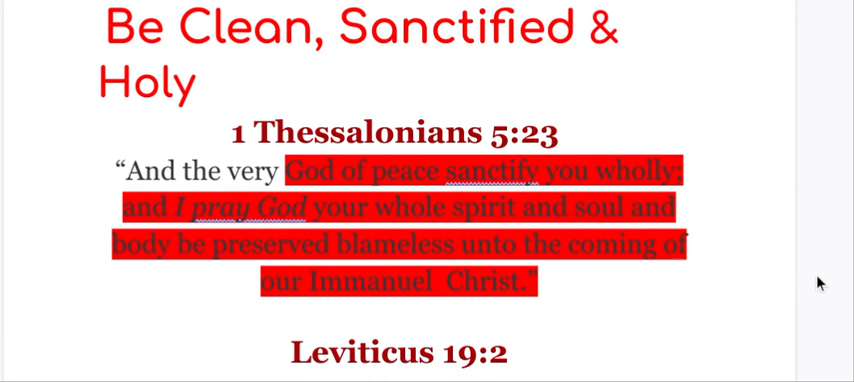 Be Clean, Sanctified &
Holy
1 Thessalonians 5:23
“And the very God of peace sanctify you wholly;
and I pray God your whole spirit and soul and
body be preserved blameless unto the coming of
our Immanuel  Christ.”
Leviticus 19:2